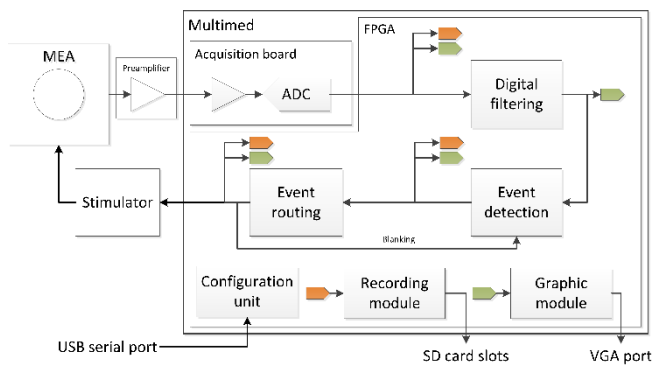 Multimed
FPGA
MEA
Preamplifier
Acquisition board
ADC
Digital
filtering
Stimulator
Event
routing
Event
detection
Blanking
Configuration
unit
Recording
module
Graphic
module
USB serial port
SD card slots
VGA port